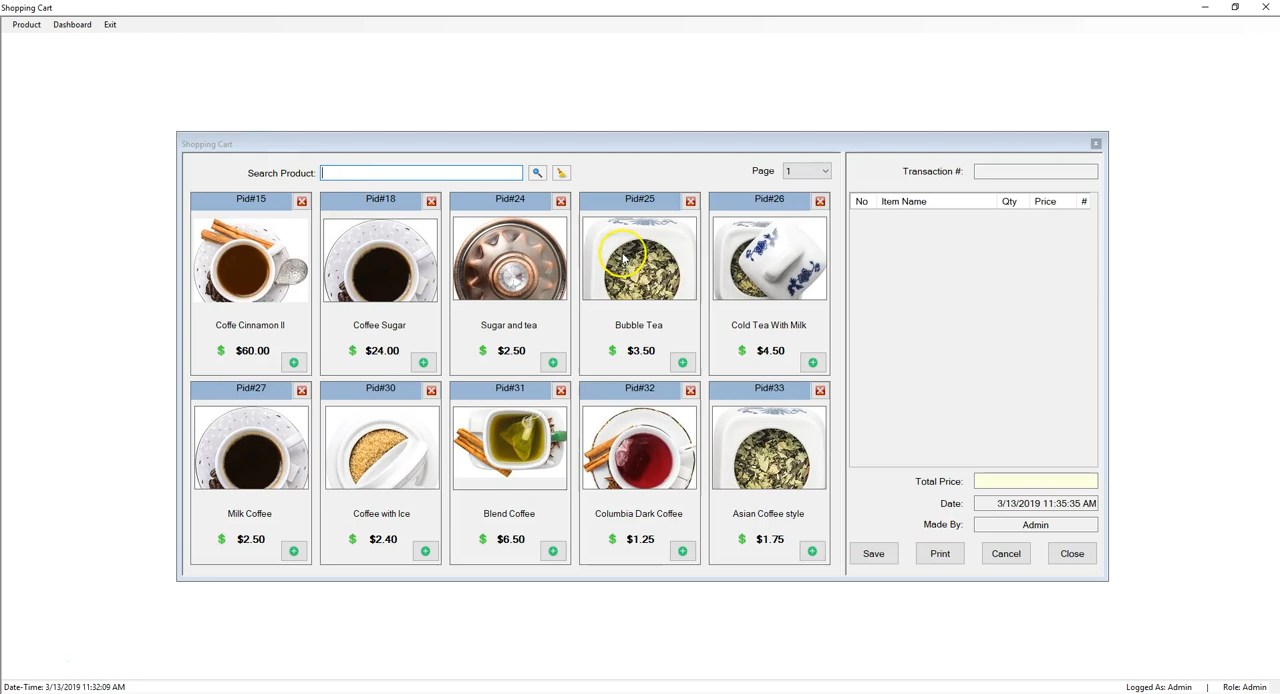 Shopping Cart
Product Dashboard Exit
Shopping Cart
Search Product:
Page 1
Pid#15 Pid#18 Pid#24 Pid#25 Pid#26
Coffe Cinnamon II Coffee Sugar Sugar and tea Bubble Tea Cold Tea With Milk
$ $60.00 $ $24.00 $ $2.50 $ $3.50 $ $4.50
Pid#27 Pid#30 Pid#31 Pid#32 Pid#33
Milk Coffee Coffee with Ice Blend Coffee Columbia Dark Coffee Asian Coffee style
$ $2.50 $ $2.40 $ $6.50 $ $1.25 $ $1.75
Transaction #:
No Item Name Qty Price #
Total Price:
Date: 3/13/2019 11:35:35 AM
Made By: Admin
Save Print Cancel Close
Date-Time: 3/13/2019 11:32:09 AM Logged As: Admin | Role: Admin